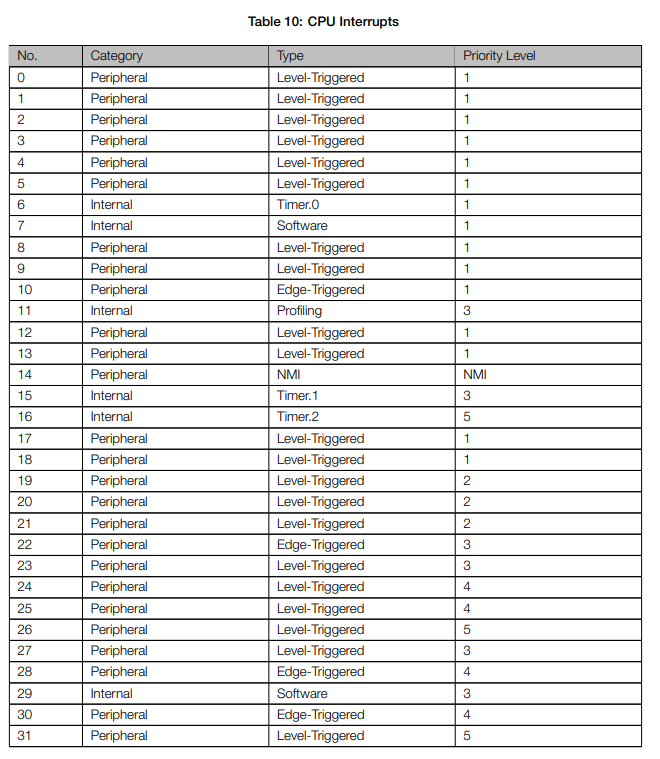 Table 10: CPU Interrupts
No. Category Type Priority Level
0 Peripheral Level-Triggered 1
1 Peripheral Level-Triggered 1
2 Peripheral Level-Triggered 1
3 Peripheral Level-Triggered 1
4 Peripheral Level-Triggered 1
5 Peripheral Level-Triggered 1
6 Internal Timer.0 1
7 Internal Software 1
8 Peripheral Level-Triggered 1
9 Peripheral Level-Triggered 1
10 Peripheral Edge-Triggered 1
11 Internal Profiling 3
12 Peripheral Level-Triggered 1
13 Peripheral Level-Triggered 1
14 Peripheral NMI NMI
15 Internal Timer.1 3
16 Internal Timer.2 5
17 Peripheral Level-Triggered 1
18 Peripheral Level-Triggered 1
19 Peripheral Level-Triggered 2
20 Peripheral Level-Triggered 2
21 Peripheral Level-Triggered 2
22 Peripheral Edge-Triggered 3
23 Peripheral Level-Triggered 3
24 Peripheral Level-Triggered 4
25 Peripheral Level-Triggered 4
26 Peripheral Level-Triggered 5
27 Peripheral Level-Triggered 3
28 Peripheral Edge-Triggered 4
29 Internal Software 3
30 Peripheral Edge-Triggered 4
31 Peripheral Level-Triggered 5